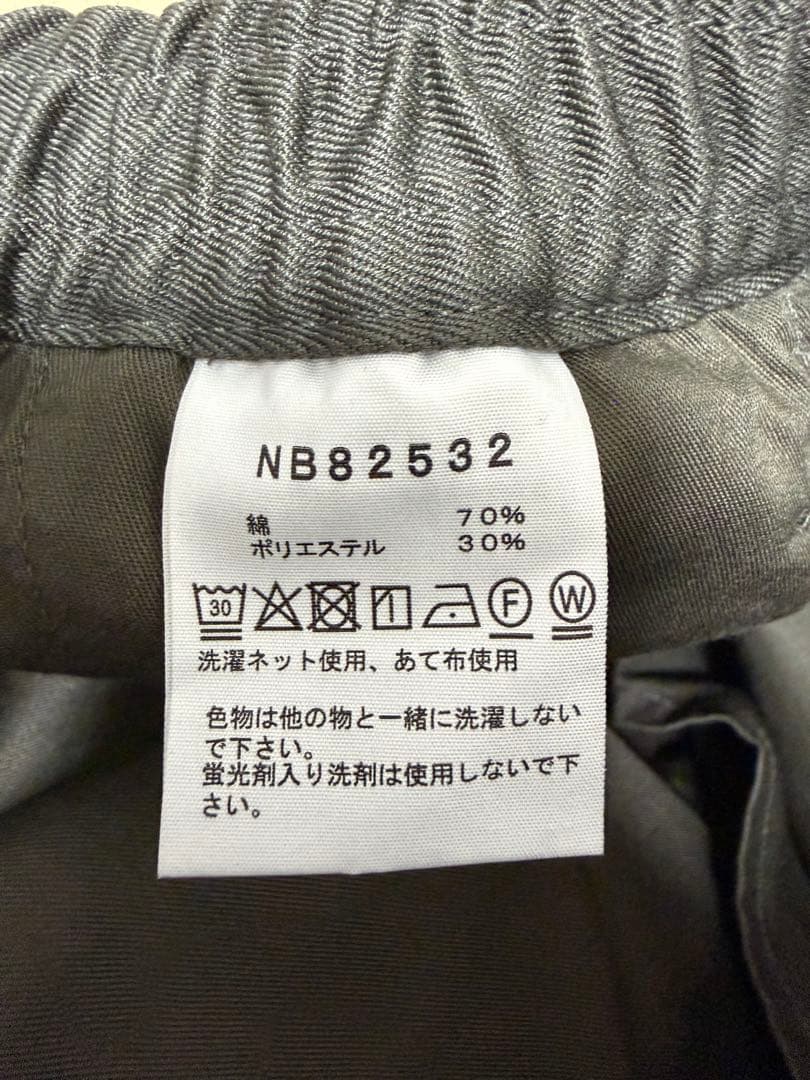 NB82532
綿 70%
ポリエステル 30%
30 F W
洗濯ネット使用、あて布使用
色物は他の物と一緒に洗濯しない
で下さい。
蛍光剤入り洗剤は使用しないで下
さい。